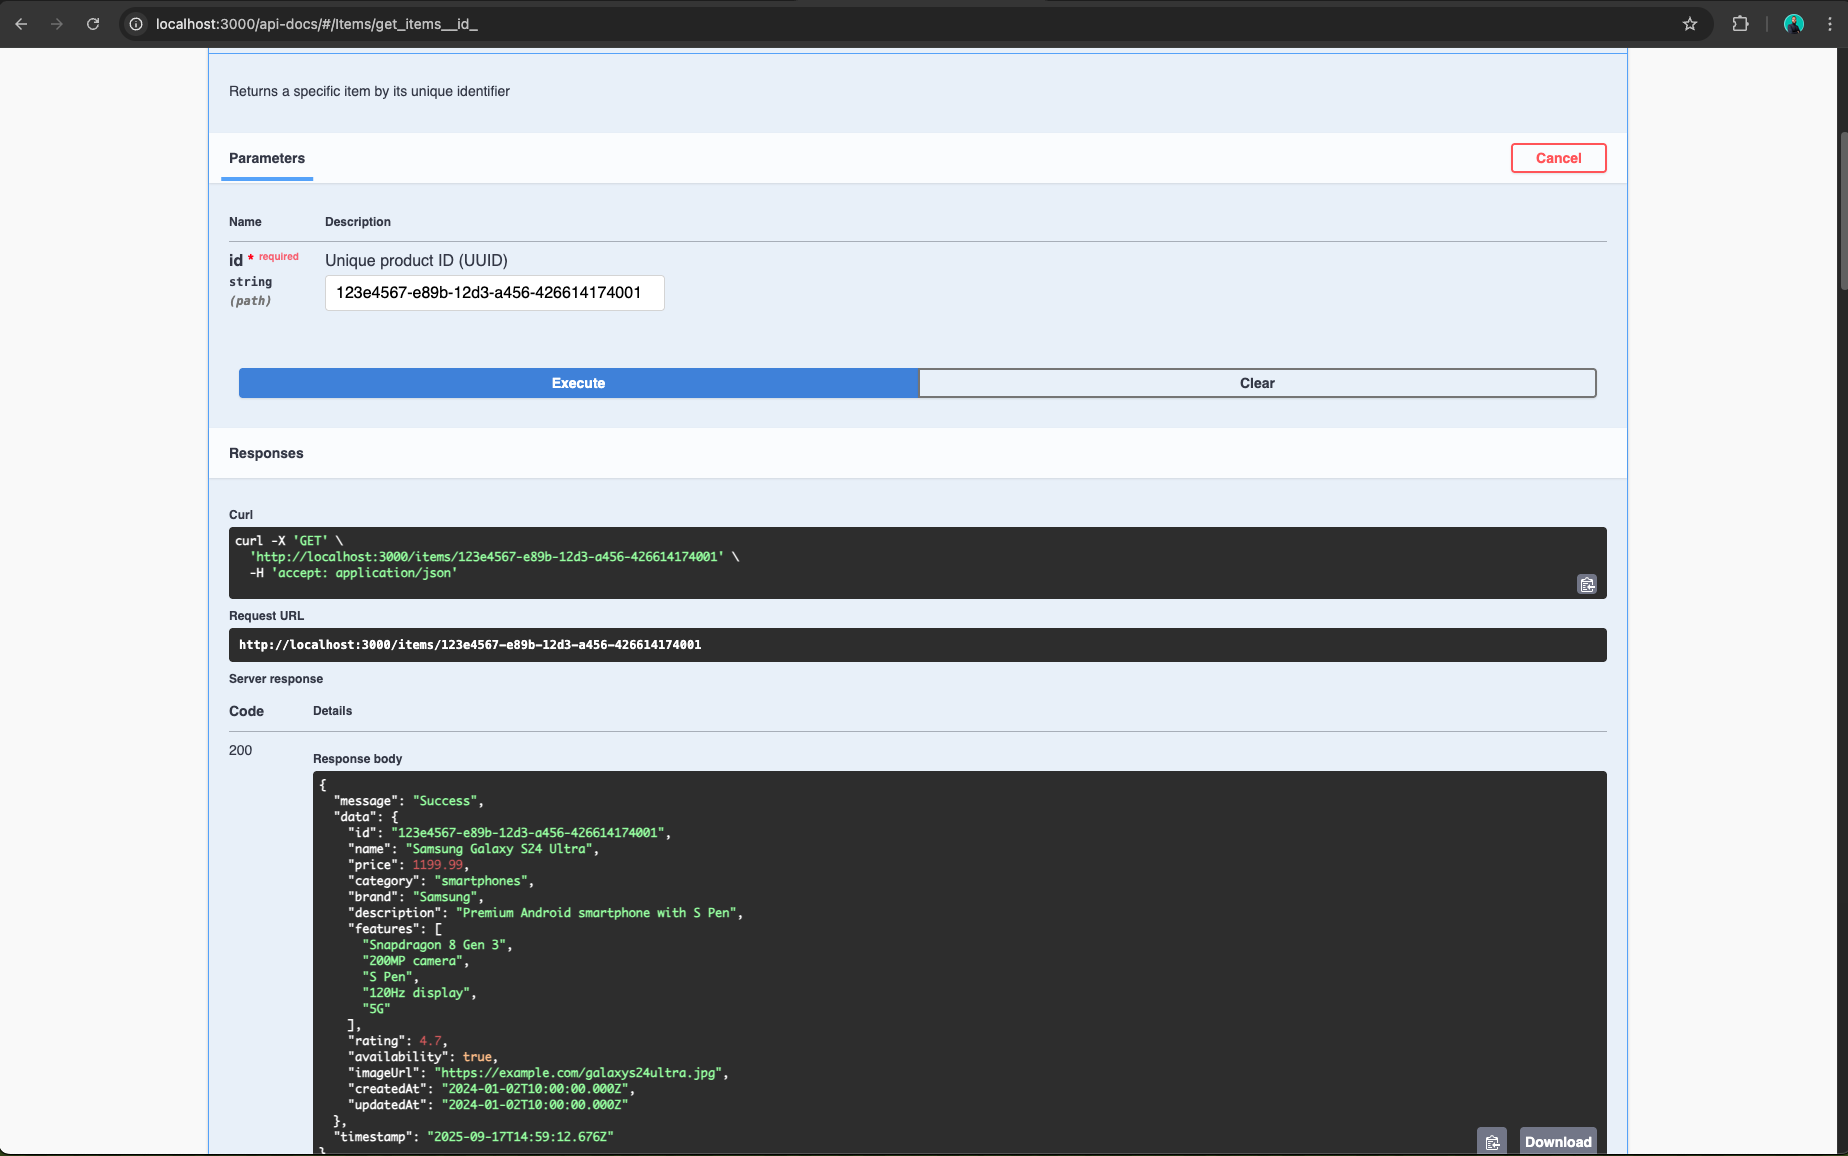 localhost:3000/api-docs/#/Items/get_items__id_
Returns a specific item by its unique identifier
Parameters
Cancel
Name Description
id * required
Unique product ID (UUID)
string
(path)
123e4567-e89b-12d3-a456-426614174001
Execute
Clear
Responses
Curl
curl -X 'GET' \
  'http://localhost:3000/items/123e4567-e89b-12d3-a456-426614174001' \
  -H 'accept: application/json'
Request URL
http://localhost:3000/items/123e4567-e89b-12d3-a456-426614174001
Server response
Code Details
200
Response body
{
  "message": "Success",
  "data": {
    "id": "123e4567-e89b-12d3-a456-426614174001",
    "name": "Samsung Galaxy S24 Ultra",
    "price": 1199.99,
    "category": "smartphones",
    "brand": "Samsung",
    "description": "Premium Android smartphone with S Pen",
    "features": [
      "Snapdragon 8 Gen 3",
      "200MP camera",
      "S Pen",
      "120Hz display",
      "5G"
    ],
    "rating": 4.7,
    "availability": true,
    "imageUrl": "https://example.com/galaxys24ultra.jpg",
    "createdAt": "2024-01-02T10:00:00.000Z",
    "updatedAt": "2024-01-02T10:00:00.000Z"
  },
  "timestamp": "2025-09-17T14:59:12.676Z"
}
Download